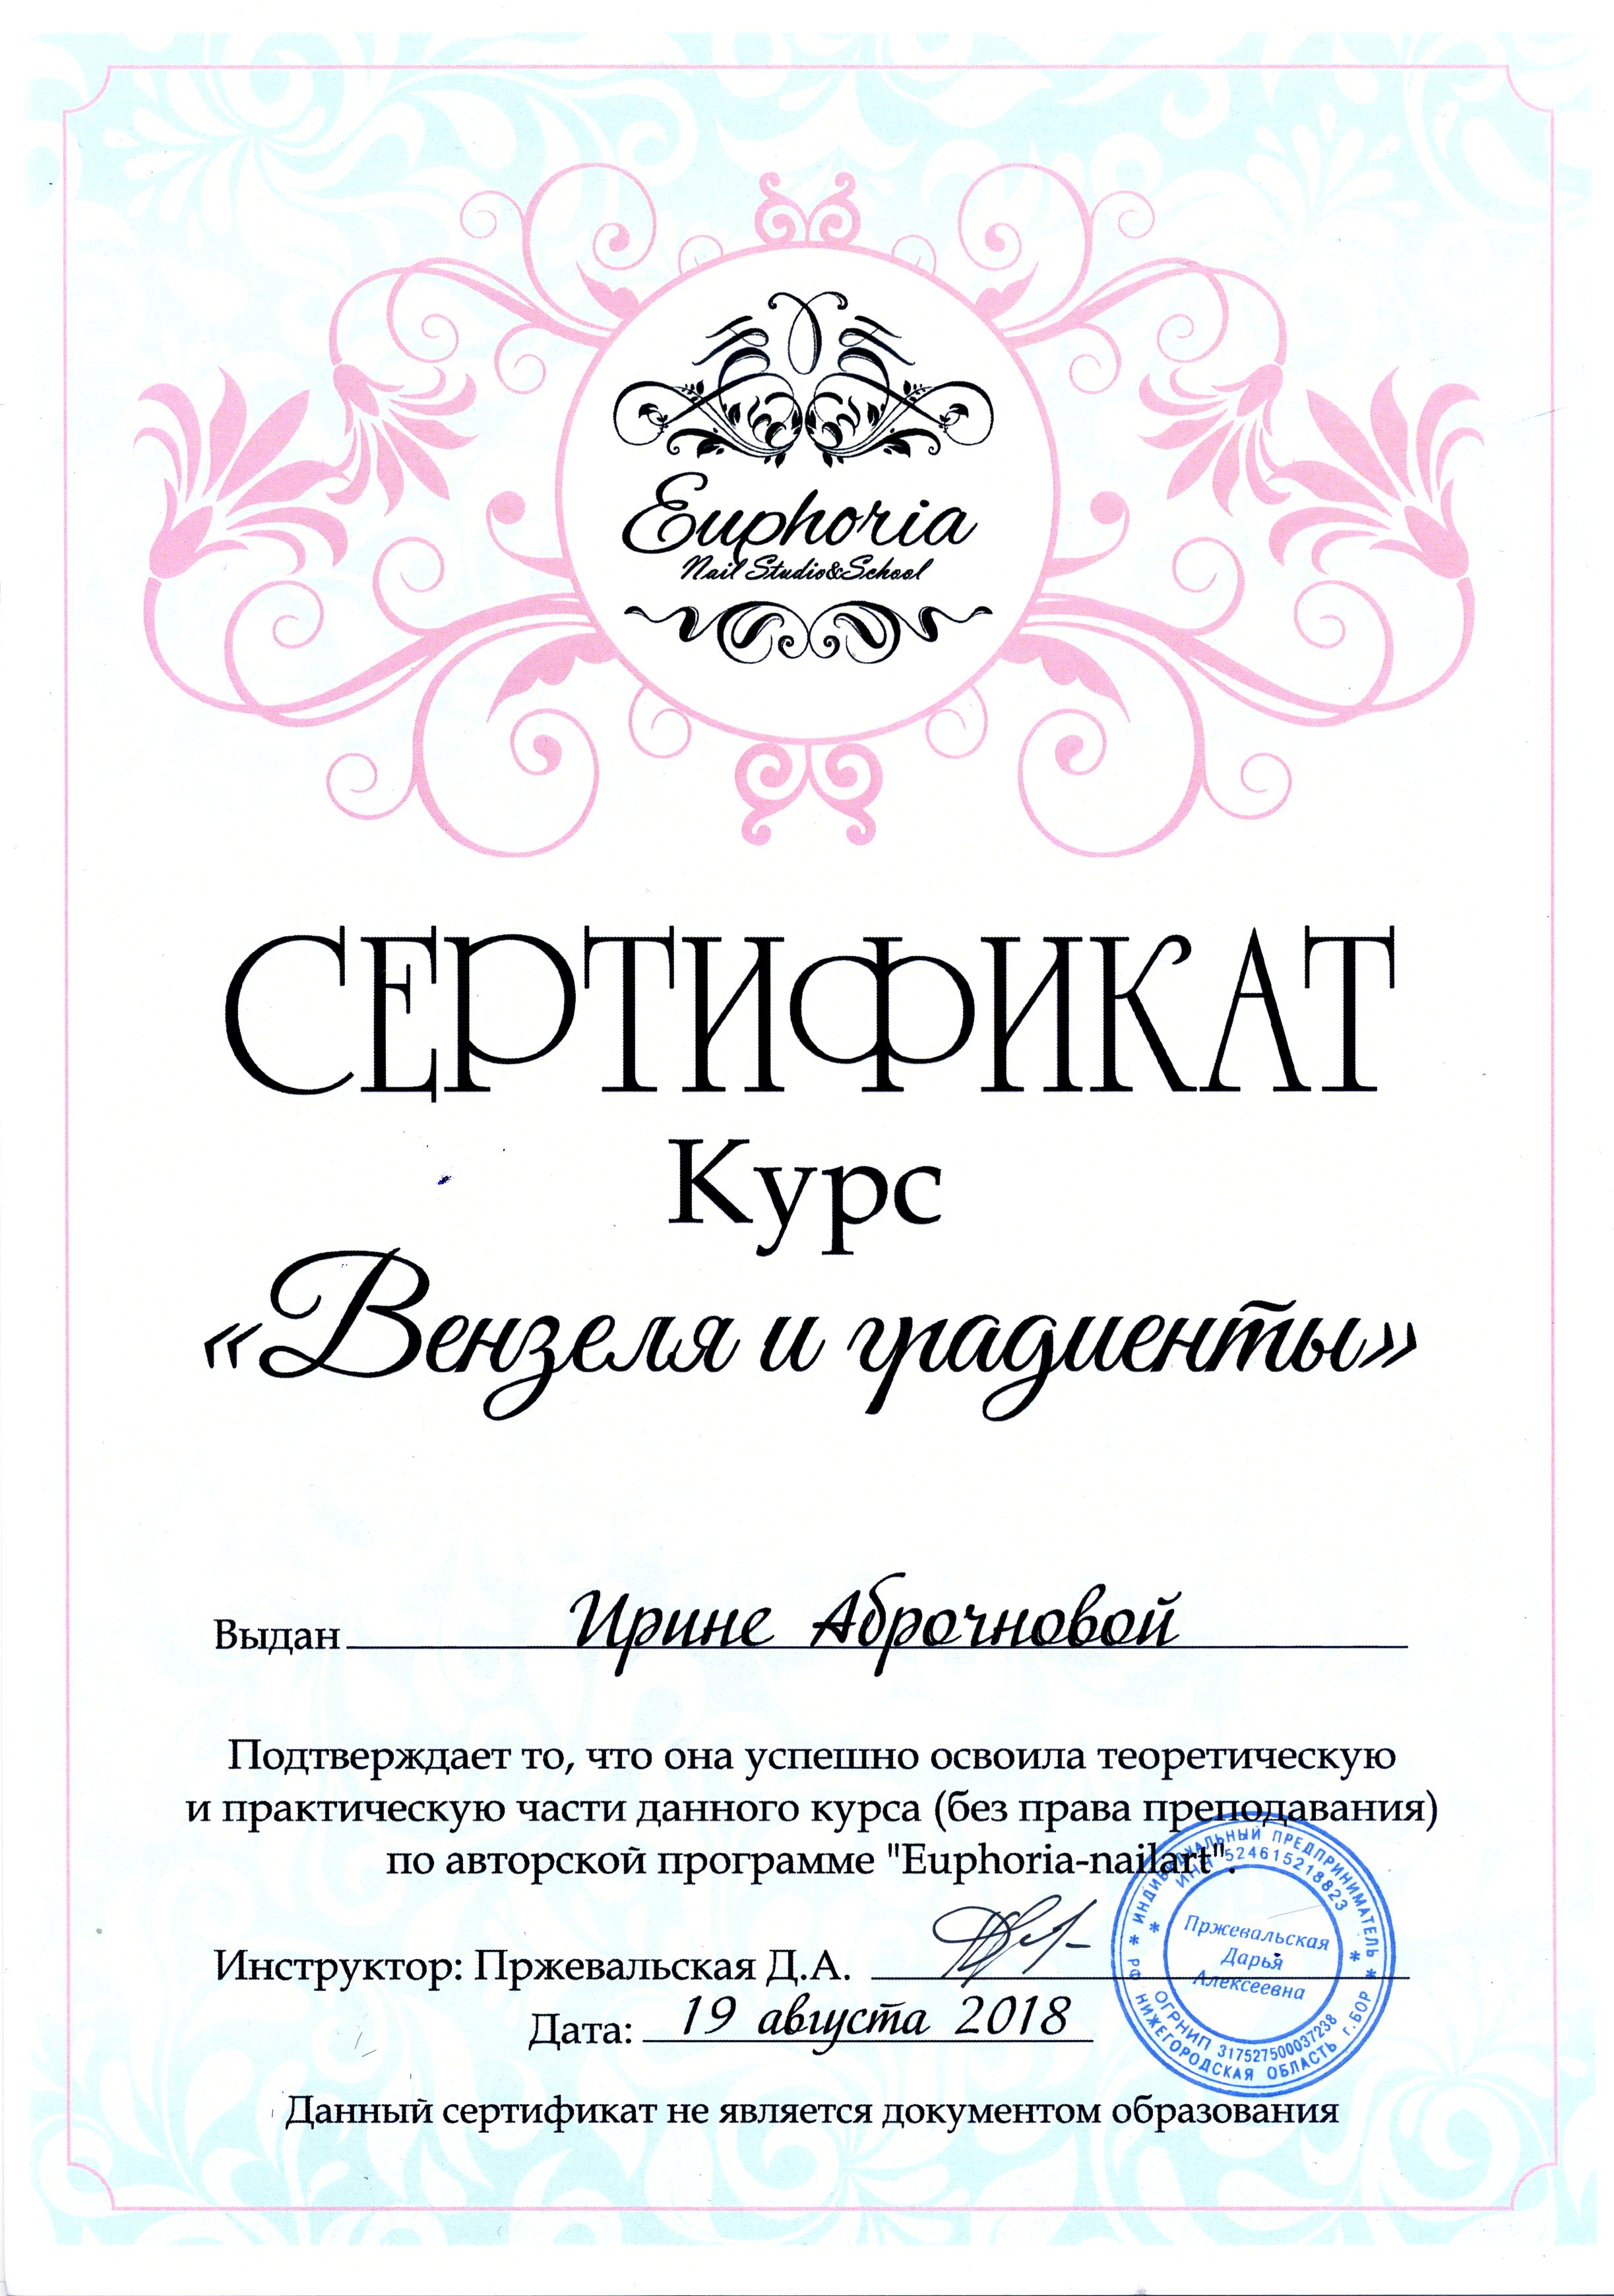 Euphoria
Nail Studio&School
СЕРТИФИКАТ
Курс
«Вензеля и градиенты»
Выдан Ирине Аброчновой
Подтверждает то, что она успешно освоила теоретическую
и практическую части данного курса (без права преподавания)
по авторской программе "Euphoria-nailart".
Инструктор: Пржевальская Д.А.
Дата: 19 августа 2018
* ИНДИВИДУАЛЬНЫЙ ПРЕДПРИНИМАТЕЛЬ *
РФ НИЖЕГОРОДСКАЯ ОБЛАСТЬ г.БОР
* ИНН 524615218823 *
ОГРНИП 317527500037238
Пржевальская
Дарья
Алексеевна
Данный сертификат не является документом образования